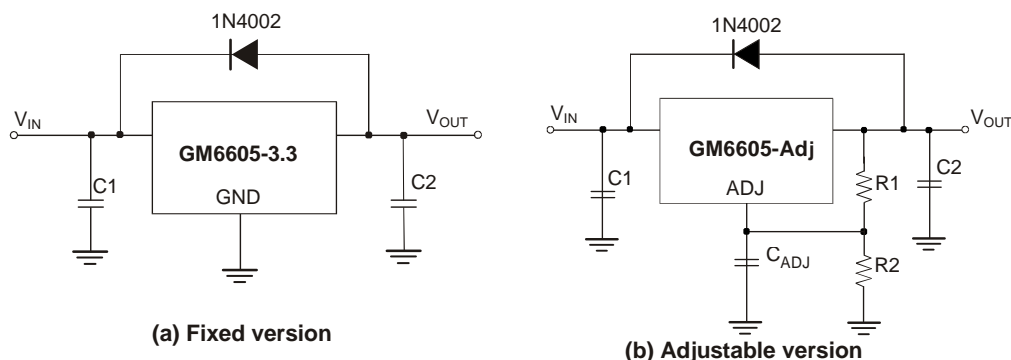 1N4002
V_IN
V_OUT
GM6605-3.3
C1
C2
GND
(a) Fixed version
1N4002
V_IN
V_OUT
GM6605-Adj
C1
ADJ
R1
C2
C_ADJ
R2
(b) Adjustable version